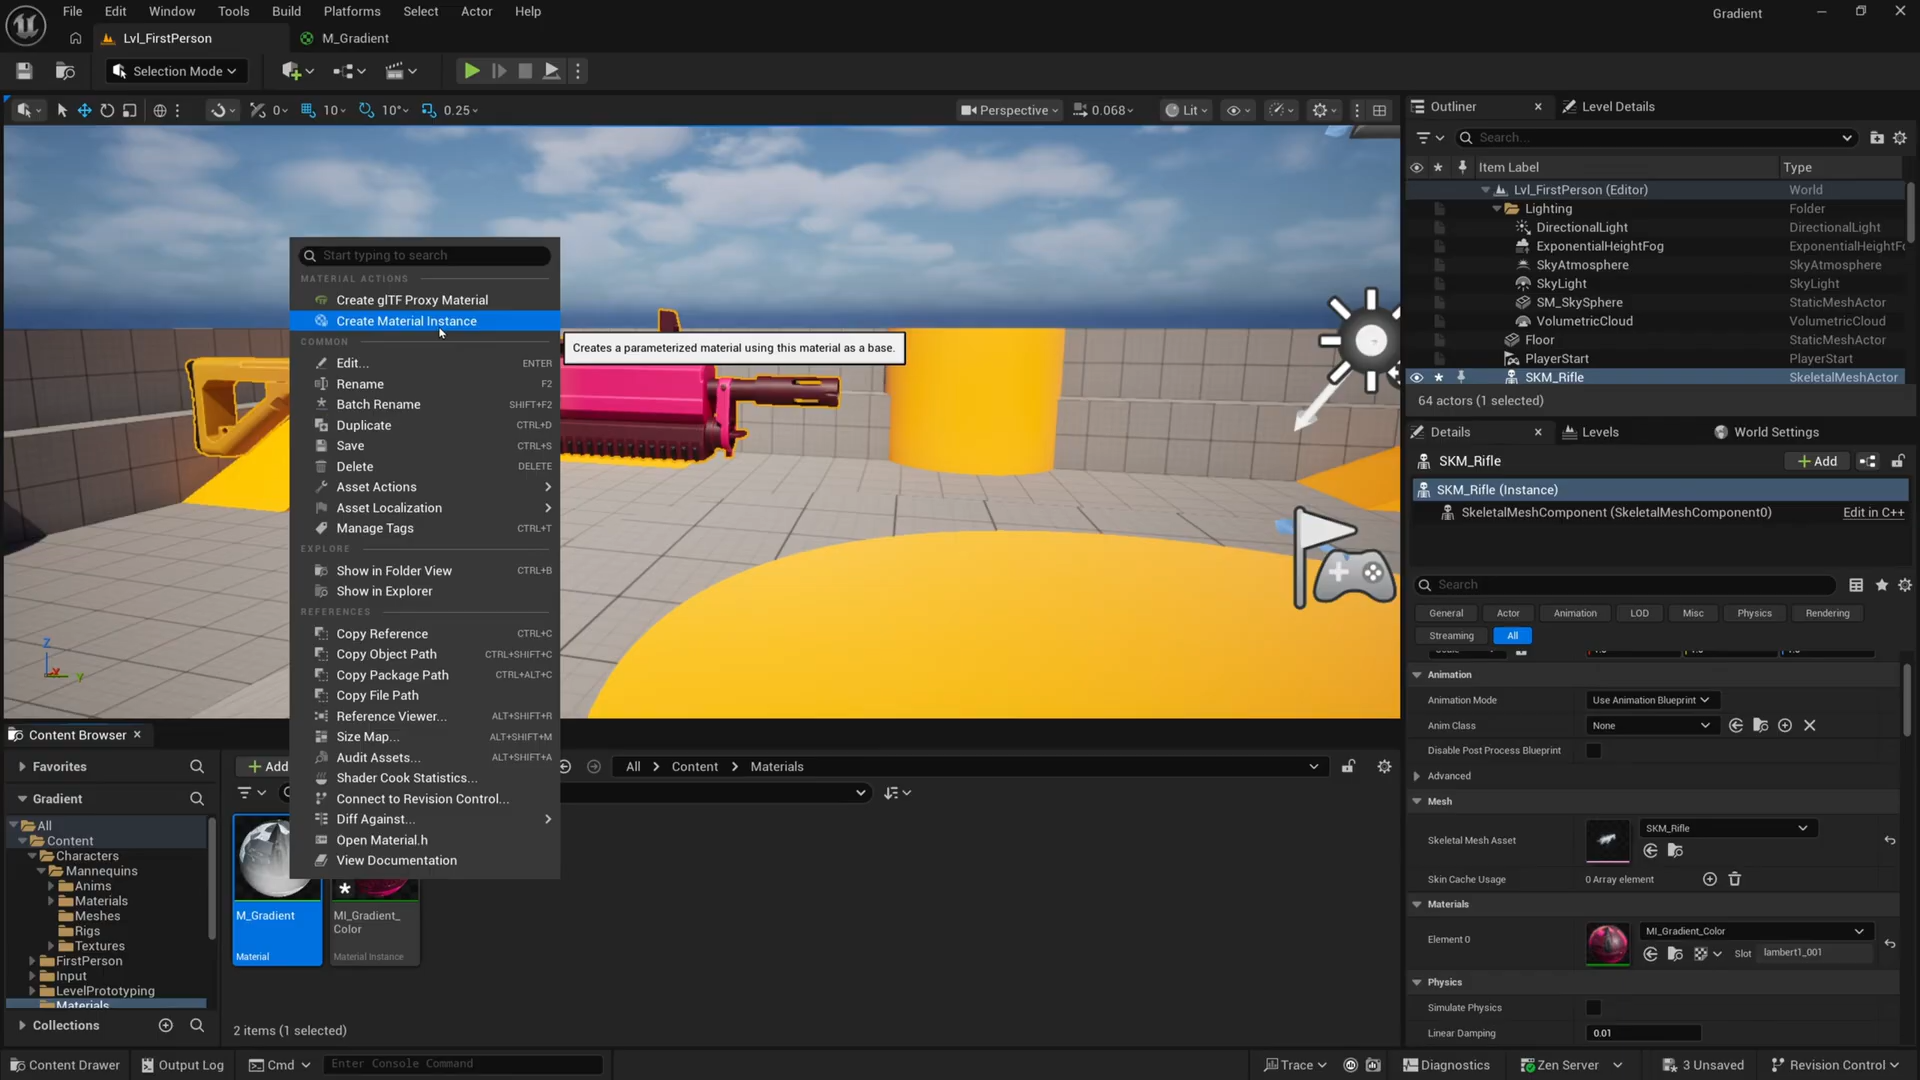 File Edit Window Tools Build Platforms Select Actor Help
Gradient
Lvl_FirstPerson
M_Gradient
Selection Mode
0
10
10°
0.25
Perspective
0.068
Lit
Outliner
Level Details
Search...
Item Label
Type
Lvl_FirstPerson (Editor)
World
Lighting
Folder
DirectionalLight
DirectionalLight
ExponentialHeightFog
ExponentialHeightFo
SkyAtmosphere
SkyAtmosphere
SkyLight
SkyLight
SM_SkySphere
StaticMeshActor
VolumetricCloud
VolumetricCloud
Floor
StaticMeshActor
PlayerStart
PlayerStart
SKM_Rifle
SkeletalMeshActor
64 actors (1 selected)
Start typing to search
MATERIAL ACTIONS
Create glTF Proxy Material
Create Material Instance
Creates a parameterized material using this material as a base.
COMMON
Edit... ENTER
Rename F2
Batch Rename SHIFT+F2
Duplicate CTRL+D
Save CTRL+S
Delete DELETE
Asset Actions
Asset Localization
Manage Tags CTRL+T
EXPLORE
Show in Folder View CTRL+B
Show in Explorer
REFERENCES
Copy Reference CTRL+C
Copy Object Path CTRL+SHIFT+C
Copy Package Path CTRL+ALT+C
Copy File Path
Reference Viewer... ALT+SHIFT+R
Size Map... ALT+SHIFT+M
Audit Assets... ALT+SHIFT+A
Shader Cook Statistics...
Connect to Revision Control...
Diff Against...
Open Material.h
View Documentation
Z
X
Y
Details
Levels
World Settings
SKM_Rifle
Add
SKM_Rifle (Instance)
SkeletalMeshComponent (SkeletalMeshComponent0)
Edit in C++
Search
General Actor Animation LOD Misc Physics Rendering
Streaming All
Animation
Animation Mode
Use Animation Blueprint
Anim Class
None
Disable Post Process Blueprint
Advanced
Mesh
Skeletal Mesh Asset
SKM_Rifle
Skin Cache Usage
0 Array element
Materials
Element 0
MI_Gradient_Color
Slot lambert1_001
Physics
Simulate Physics
Linear Damping
0.01
Content Browser
Favorites
Gradient
All
Content
Characters
Mannequins
Anims
Materials
Meshes
Rigs
Textures
FirstPerson
Input
LevelPrototyping
Materials
Collections
Add
All
Content
Materials
M_Gradient
Material
MI_Gradient_
Color
Material Instance
2 items (1 selected)
Content Drawer
Output Log
Cmd
Enter Console Command
Trace
Diagnostics
Zen Server
3 Unsaved
Revision Control